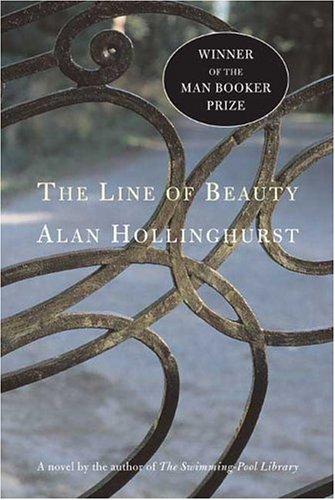 WINNER
OF THE
MAN BOOKER
PRIZE
THE LINE OF BEAUTY
ALAN HOLLINGHURST
A novel by the author of The Swimming-Pool Library